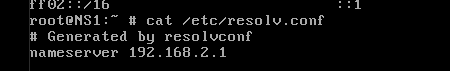 ff02::/16 ::1
root@NS1:~ # cat /etc/resolv.conf
# Generated by resolvconf
nameserver 192.168.2.1